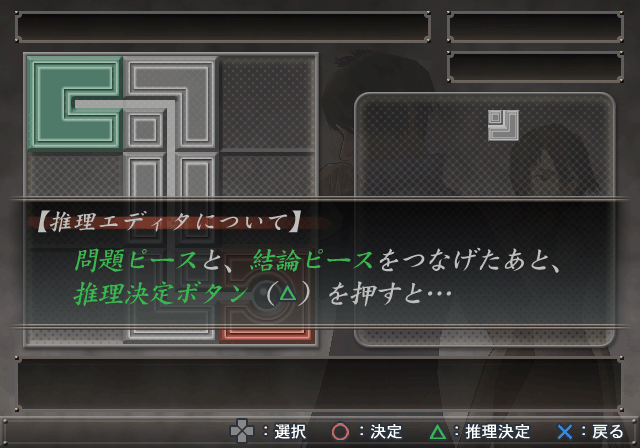 【推理エディタについて】
問題ピースと、結論ピースをつなげたあと、
推理決定ボタン（△）を押すと…
：選択 ：決定 ：推理決定 ：戻る